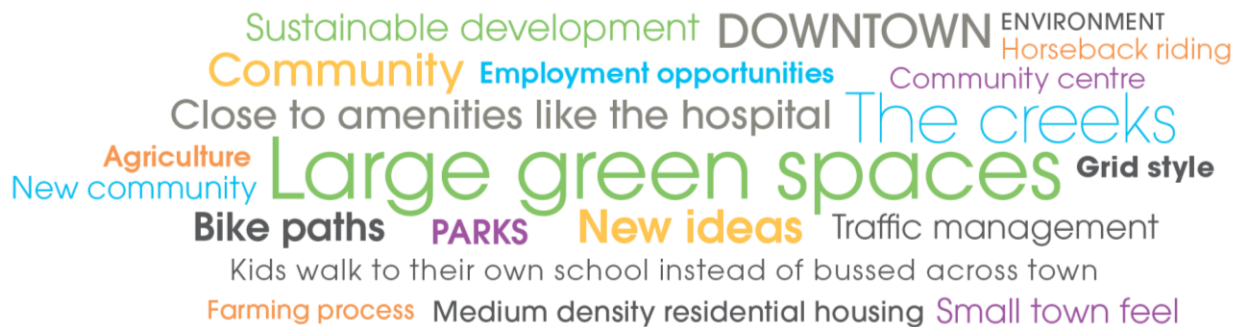 Sustainable development DOWNTOWN ENVIRONMENT
Horseback riding
Community Employment opportunities Community centre
Close to amenities like the hospital The creeks
Agriculture Large green spaces Grid style
New community
Bike paths PARKS New ideas Traffic management
Kids walk to their own school instead of bussed across town
Farming process Medium density residential housing Small town feel